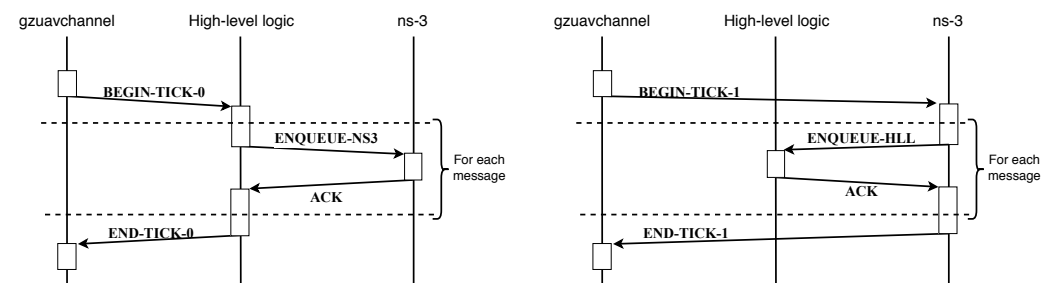 gzuavchannel
High-level logic
ns-3
BEGIN-TICK-0
ENQUEUE-NS3
For each
message
ACK
END-TICK-0
gzuavchannel
High-level logic
ns-3
BEGIN-TICK-1
ENQUEUE-HLL
For each
message
ACK
END-TICK-1